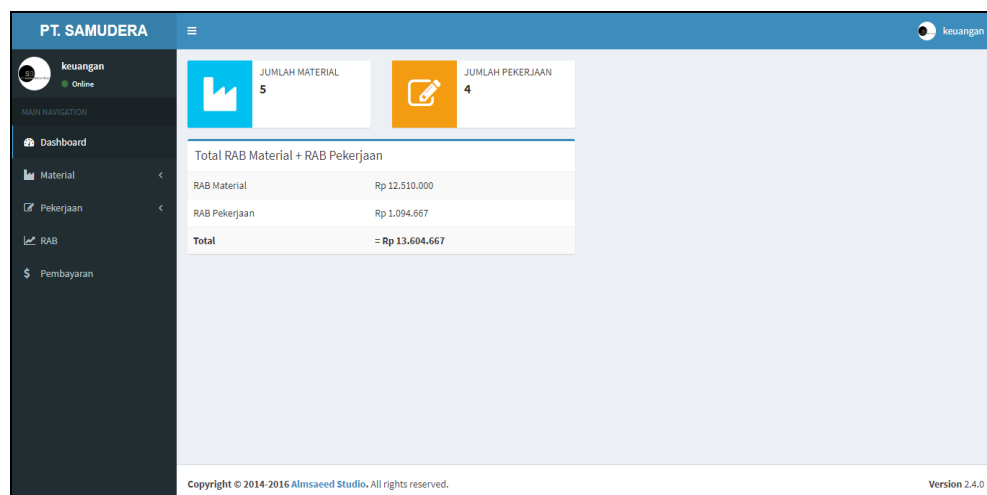 PT. SAMUDERA
keuangan
keuangan
Online
MAIN NAVIGATION
Dashboard
Material
Pekerjaan
RAB
$ Pembayaran
JUMLAH MATERIAL
5
JUMLAH PEKERJAAN
4
Total RAB Material + RAB Pekerjaan
RAB Material Rp 12.510.000
RAB Pekerjaan Rp 1.094.667
Total = Rp 13.604.667
Copyright © 2014-2016 Almsaeed Studio. All rights reserved.
Version 2.4.0